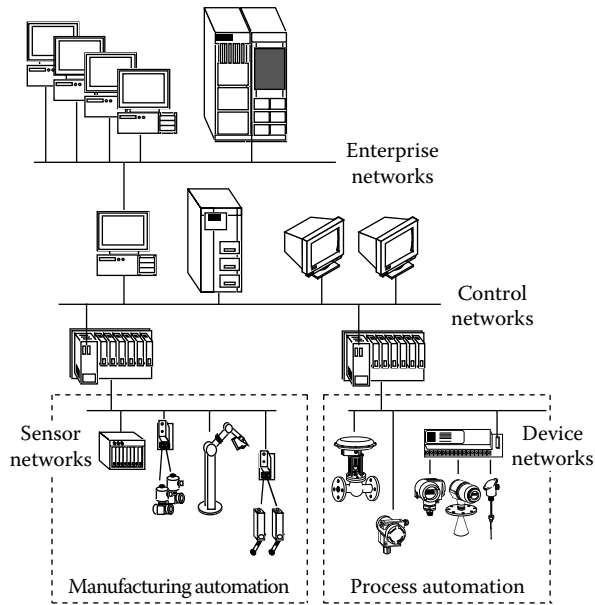 Enterprise
networks
Control
networks
Sensor
networks
Device
networks
Manufacturing automation
Process automation